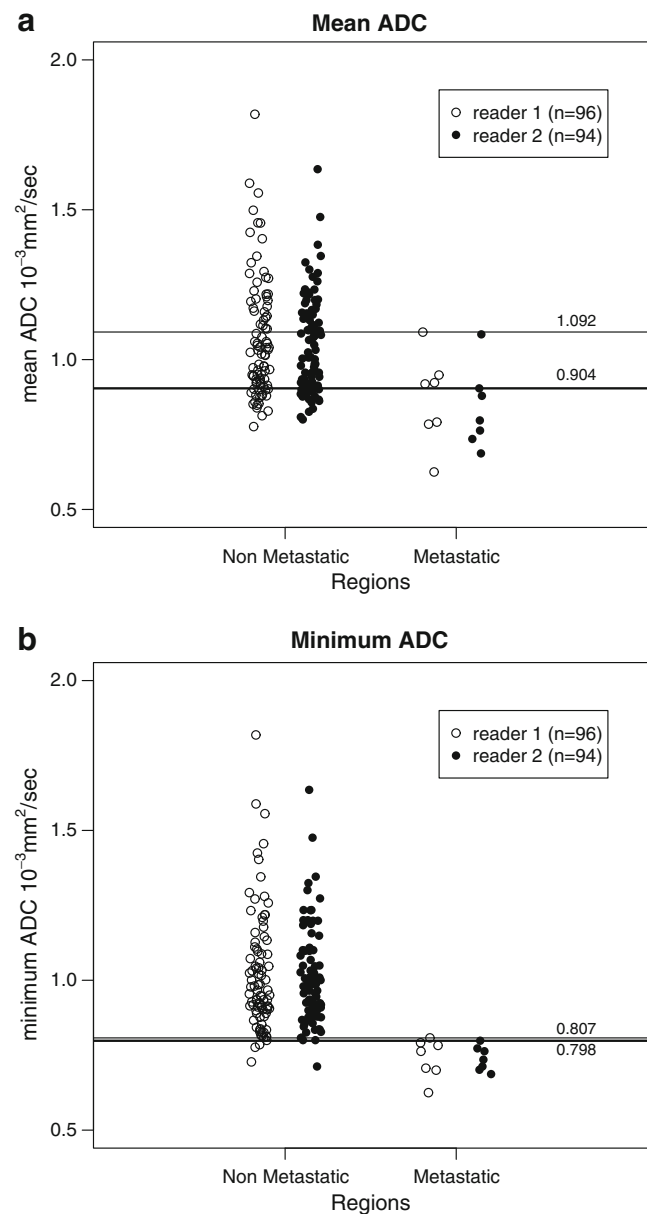 a
Mean ADC
2.0
1.5
1.0
0.5
mean ADC 10⁻³mm²/sec
reader 1 (n=96)
reader 2 (n=94)
1.092
0.904
Non Metastatic
Metastatic
Regions
b
Minimum ADC
2.0
1.5
1.0
0.5
minimum ADC 10⁻³mm²/sec
reader 1 (n=96)
reader 2 (n=94)
0.807
0.798
Non Metastatic
Metastatic
Regions